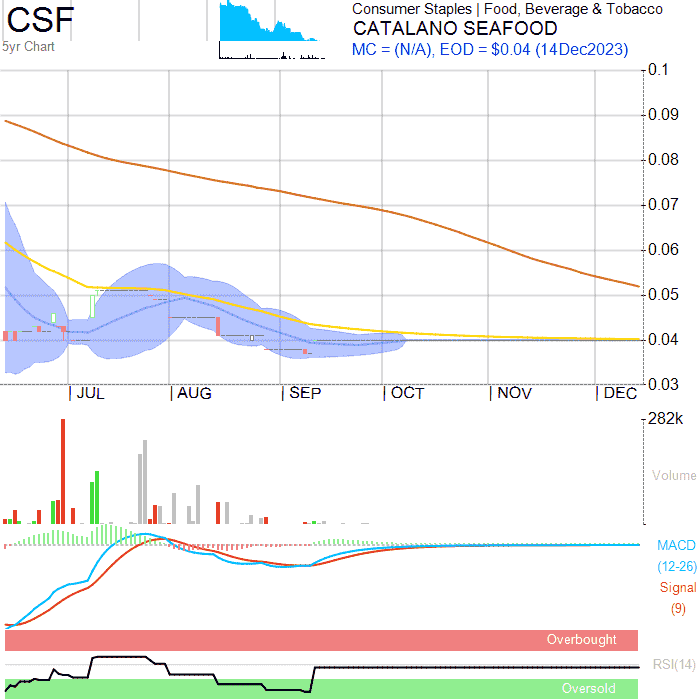 CSF
5yr Chart
Consumer Staples | Food, Beverage & Tobacco
CATALANO SEAFOOD
MC = (N/A), EOD = $0.04 (14Dec2023)
0.1
0.09
0.08
0.07
0.06
0.05
0.04
0.03
| JUL | AUG | SEP | OCT | NOV | DEC
282k
Volume
MACD
(12-26)
Signal
(9)
Overbought
RSI(14)
Oversold